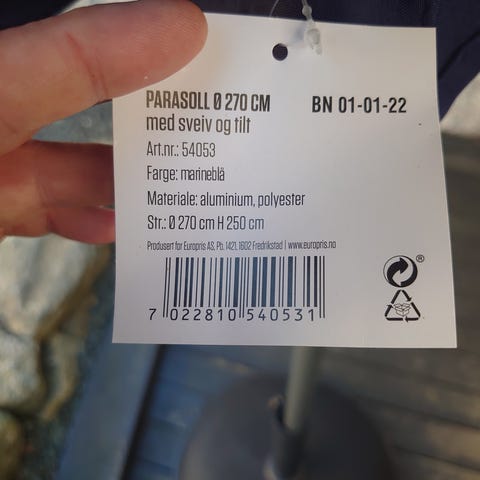 PARASOLL Ø 270 CM BN 01-01-22
med sveiv og tilt
Art.nr.: 54053
Farge: marineblå
Materiale: aluminium, polyester
Str.: Ø 270 cm H 250 cm
Produsert for Europris AS, Pb. 1421, 1602 Fredrikstad | www.europris.no
®
7 022810 540531